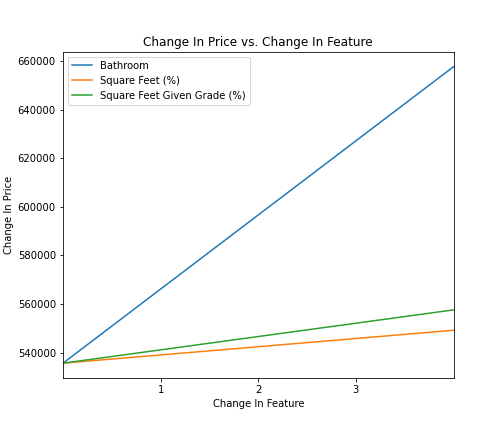 Change In Price vs. Change In Feature
Bathroom
Square Feet (%)
Square Feet Given Grade (%)
Change In Price
660000
640000
620000
600000
580000
560000
540000
1 2 3
Change In Feature